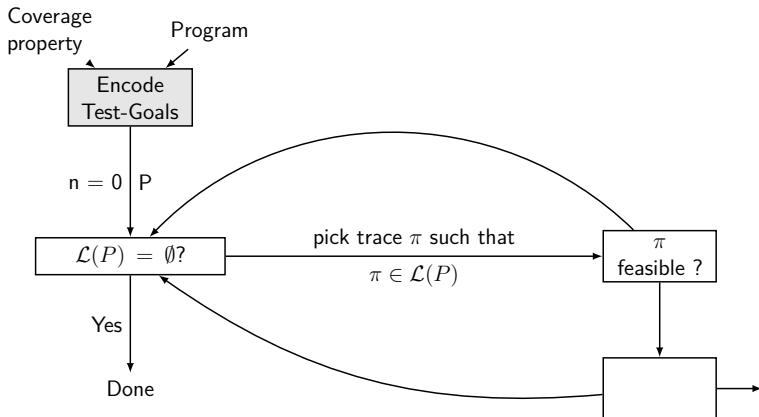 Coverage
property
Program
Encode
Test-Goals
n = 0 P
ℒ(P) = ∅?
pick trace π such that
π ∈ ℒ(P)
π
feasible ?
Yes
Done